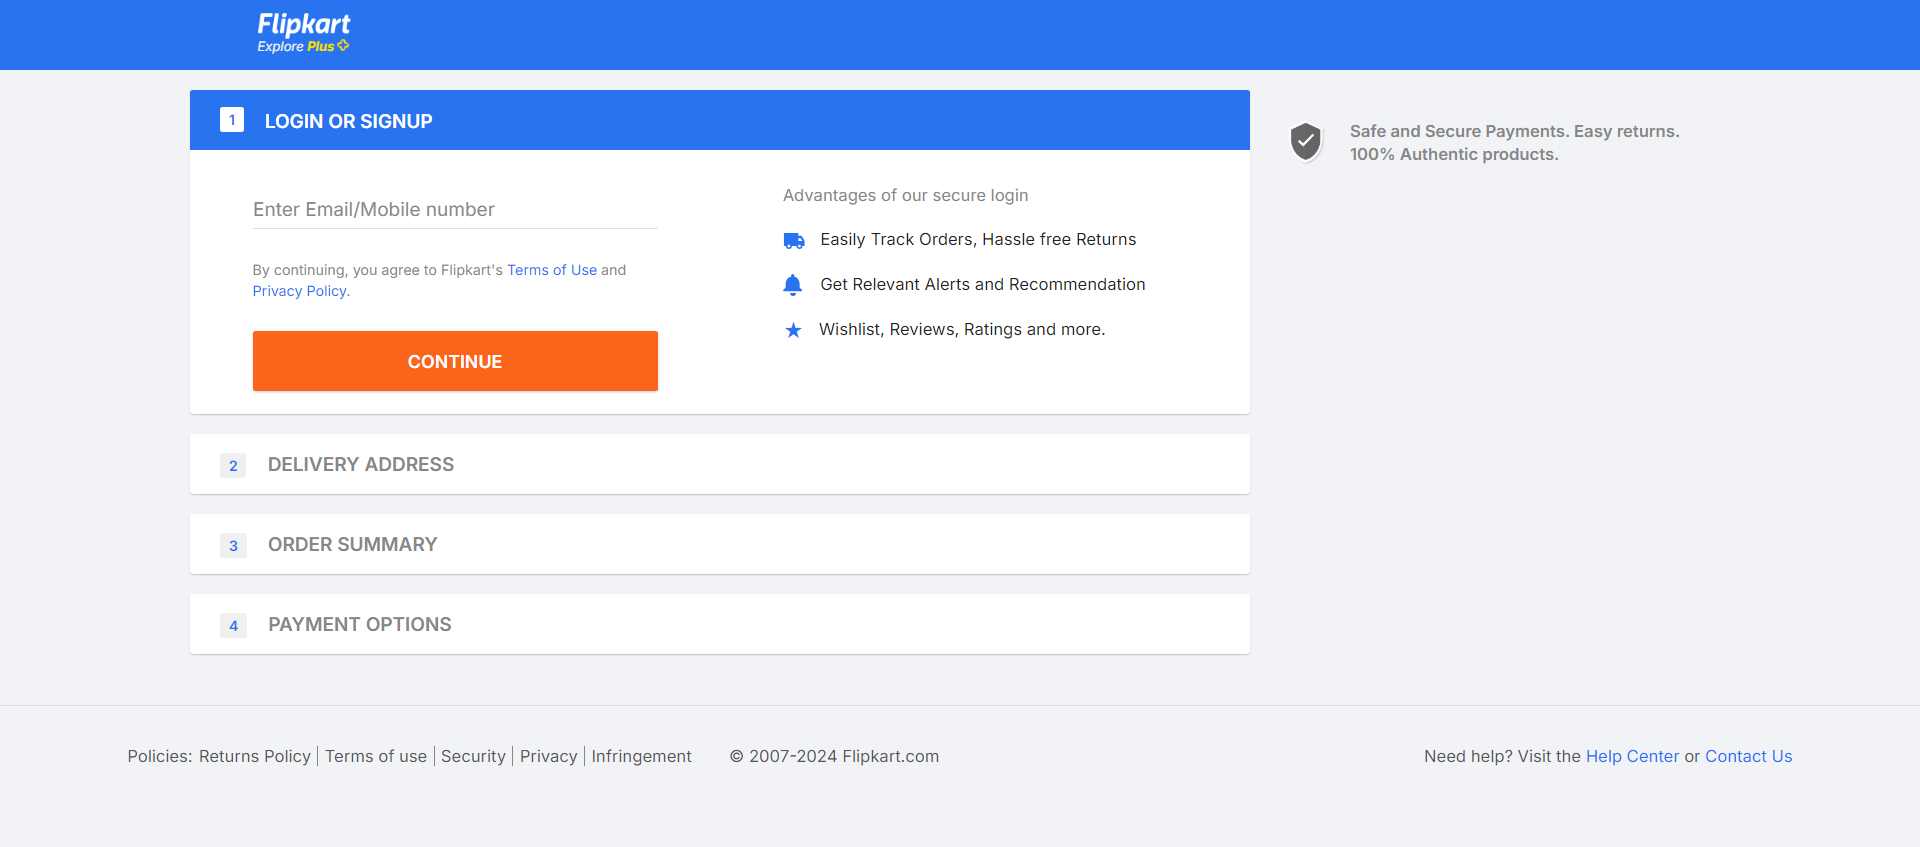 Flipkart
Explore Plus
1 LOGIN OR SIGNUP
Enter Email/Mobile number
By continuing, you agree to Flipkart's Terms of Use and
Privacy Policy.
CONTINUE
Advantages of our secure login
Easily Track Orders, Hassle free Returns
Get Relevant Alerts and Recommendation
Wishlist, Reviews, Ratings and more.
Safe and Secure Payments. Easy returns.
100% Authentic products.
2 DELIVERY ADDRESS
3 ORDER SUMMARY
4 PAYMENT OPTIONS
Policies: Returns Policy | Terms of use | Security | Privacy | Infringement © 2007-2024 Flipkart.com Need help? Visit the Help Center or Contact Us